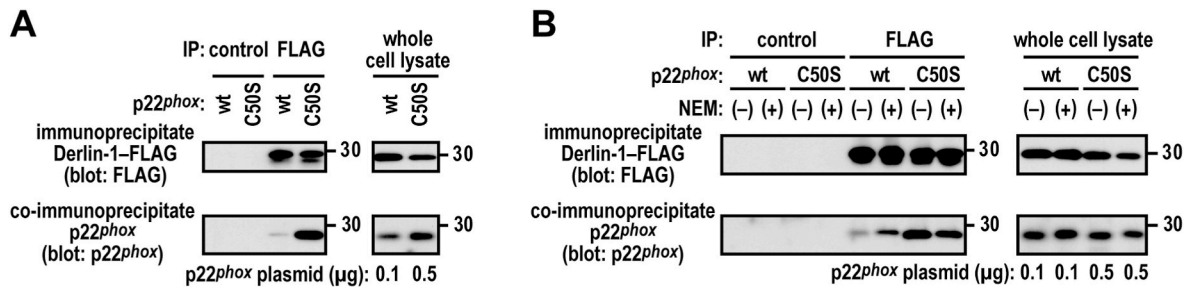 A
IP: control FLAG whole cell lysate
p22phox: wt C50S wt C50S
immunoprecipitate
Derlin-1–FLAG
(blot: FLAG)
30 30
co-immunoprecipitate
p22phox
(blot: p22phox)
30 30
p22phox plasmid (µg): 0.1 0.5
B
IP: control FLAG whole cell lysate
p22phox: wt C50S wt C50S wt C50S
NEM: (–) (+) (–) (+) (–) (+) (–) (+) (–) (+) (–) (+)
immunoprecipitate
Derlin-1–FLAG
(blot: FLAG)
30 30
co-immunoprecipitate
p22phox
(blot: p22phox)
30 30
p22phox plasmid (µg): 0.1 0.1 0.5 0.5